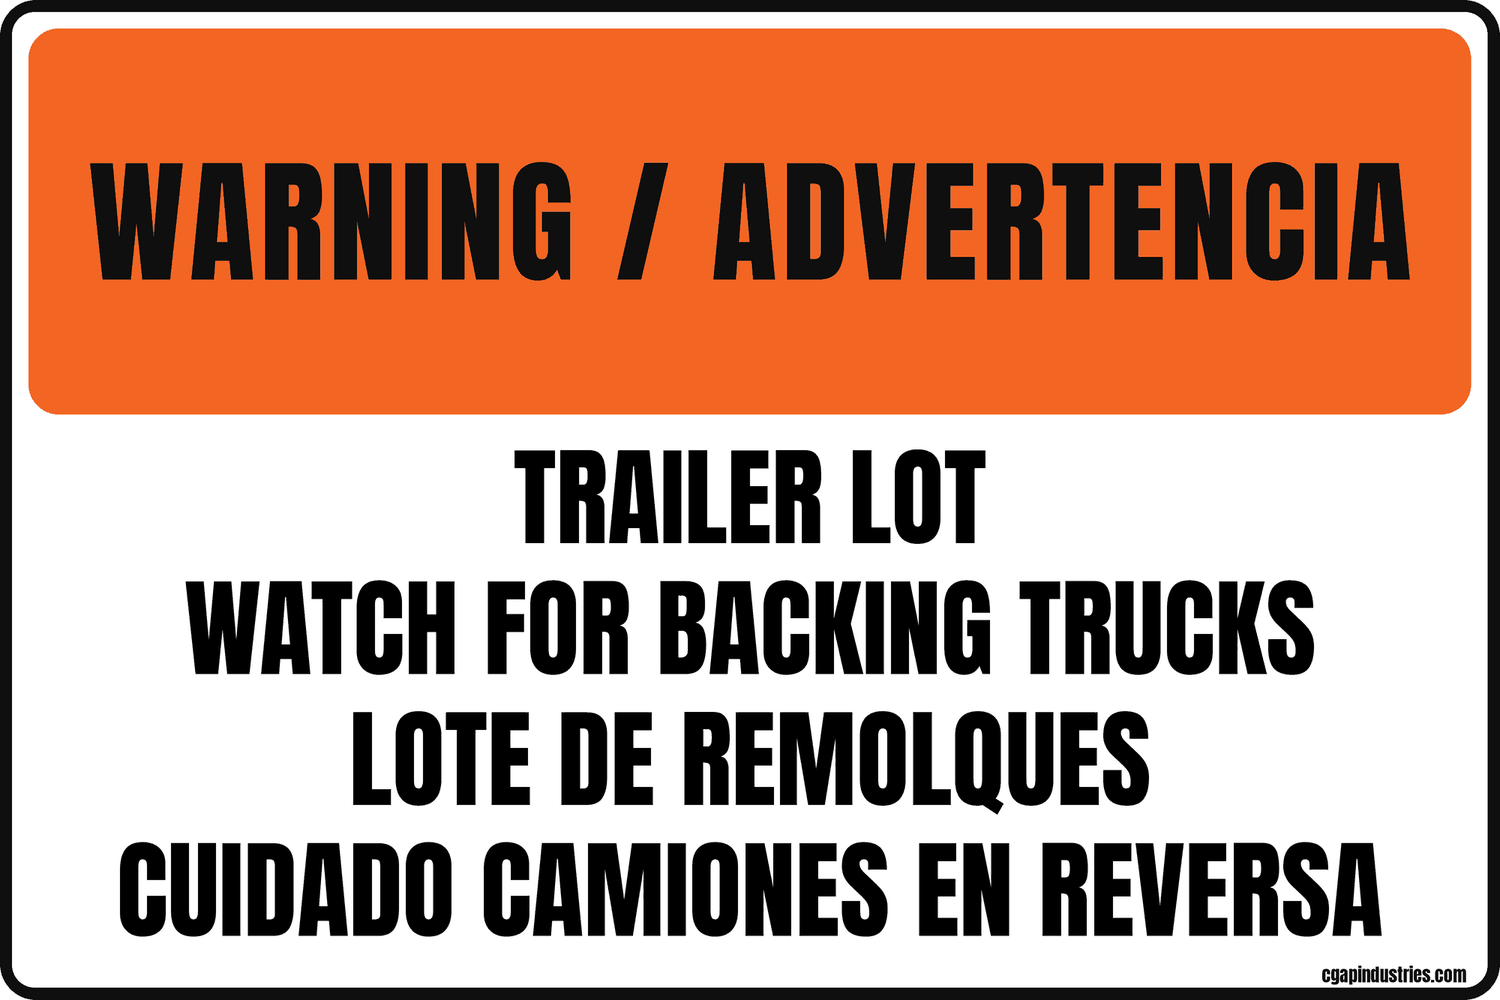 WARNING / ADVERTENCIA
TRAILER LOT
WATCH FOR BACKING TRUCKS
LOTE DE REMOLQUES
CUIDADO CAMIONES EN REVERSA
cgapindustries.com